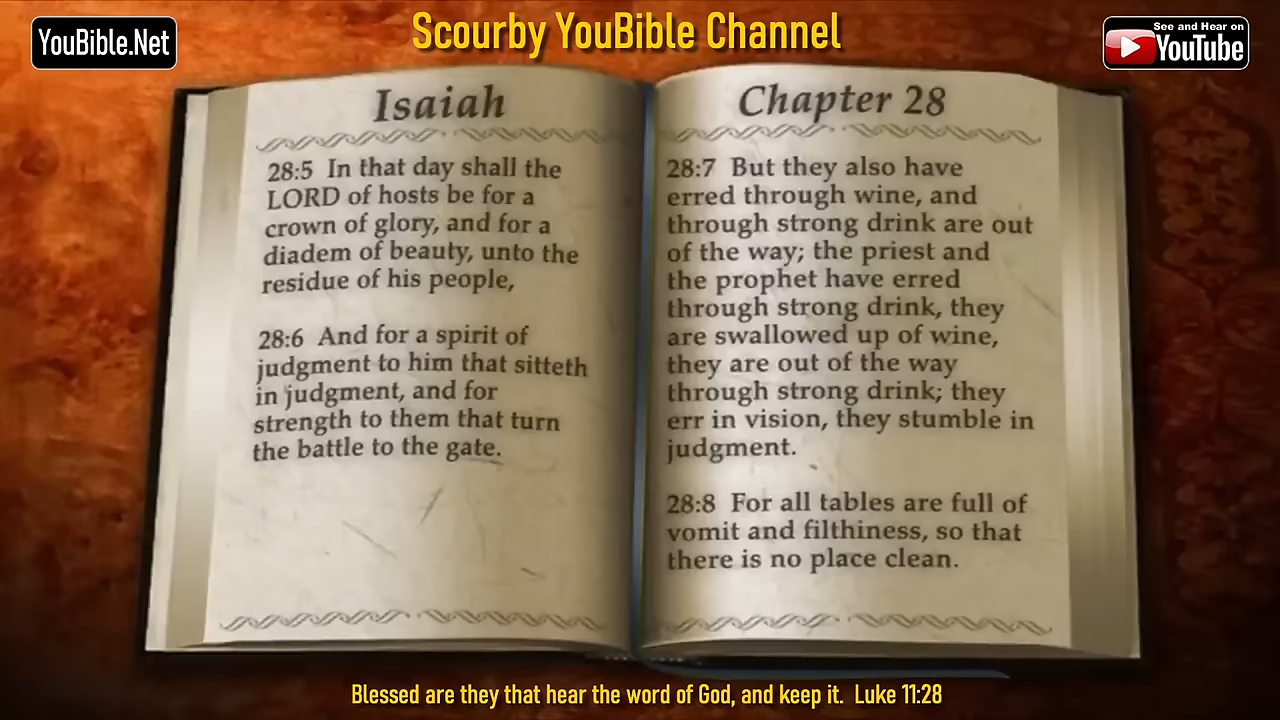 YouBible.Net
Scourby YouBible Channel
See and Hear on
YouTube
Isaiah
28:5 In that day shall the
LORD of hosts be for a
crown of glory, and for a
diadem of beauty, unto the
residue of his people,
28:6 And for a spirit of
judgment to him that sitteth
in judgment, and for
strength to them that turn
the battle to the gate.
Chapter 28
28:7 But they also have
erred through wine, and
through strong drink are out
of the way; the priest and
the prophet have erred
through strong drink, they
are swallowed up of wine,
they are out of the way
through strong drink; they
err in vision, they stumble in
judgment.
28:8 For all tables are full of
vomit and filthiness, so that
there is no place clean.
Blessed are they that hear the word of God, and keep it. Luke 11:28